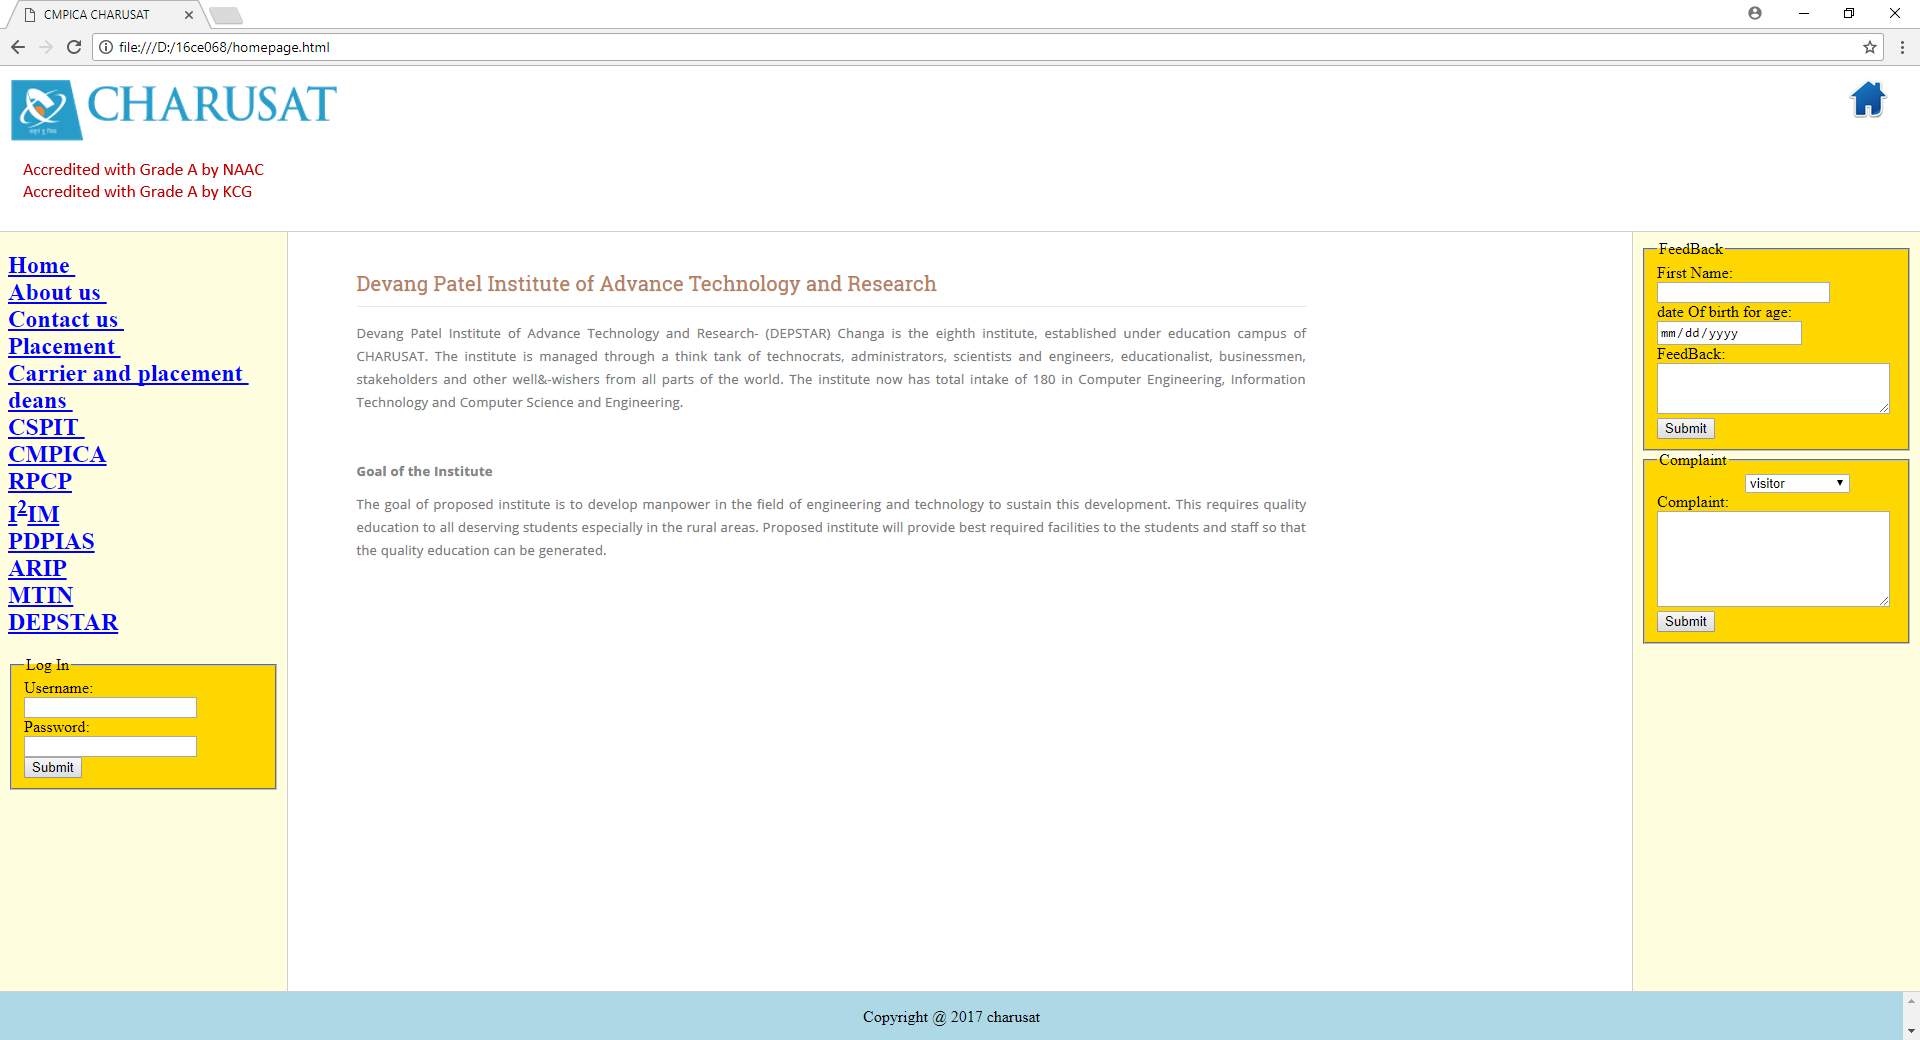 CMPICA CHARUSAT
file:///D:/16ce068/homepage.html
CHARUSAT
Accredited with Grade A by NAAC
Accredited with Grade A by KCG
Home
About us
Contact us
Placement
Carrier and placement
deans
CSPIT
CMPICA
RPCP
I²IM
PDPIAS
ARIP
MTIN
DEPSTAR
Log In
Username:
Password:
Submit
Devang Patel Institute of Advance Technology and Research
Devang Patel Institute of Advance Technology and Research- (DEPSTAR) Changa is the eighth institute, established under education campus of
CHARUSAT. The institute is managed through a think tank of technocrats, administrators, scientists and engineers, educationalist, businessmen,
stakeholders and other well&-wishers from all parts of the world. The institute now has total intake of 180 in Computer Engineering, Information
Technology and Computer Science and Engineering.
Goal of the Institute
The goal of proposed institute is to develop manpower in the field of engineering and technology to sustain this development. This requires quality
education to all deserving students especially in the rural areas. Proposed institute will provide best required facilities to the students and staff so that
the quality education can be generated.
FeedBack
First Name:
date Of birth for age:
mm/dd/yyyy
FeedBack:
Submit
Complaint
visitor
Complaint:
Submit
Copyright @ 2017 charusat